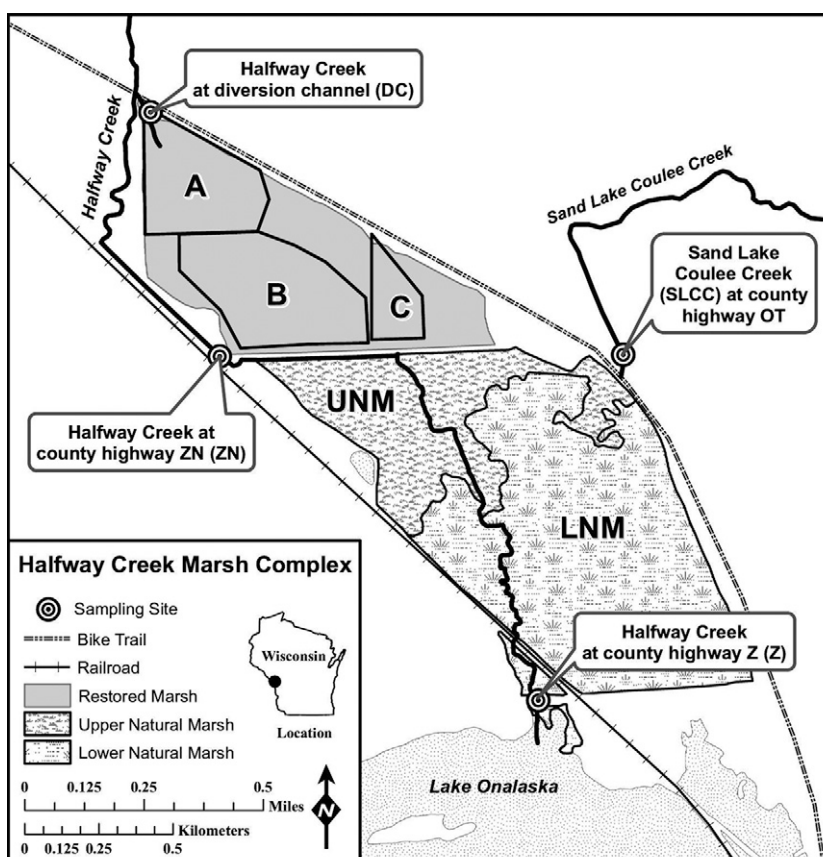 Halfway Creek
at diversion channel (DC)
Halfway Creek
A
Sand Lake Coulee Creek
Sand Lake
Coulee Creek
(SLCC) at county
highway OT
B
C
UNM
Halfway Creek at
county highway ZN (ZN)
LNM
Halfway Creek
at county highway Z (Z)
Lake Onalaska
Halfway Creek Marsh Complex
Sampling Site
Bike Trail
Railroad
Restored Marsh
Upper Natural Marsh
Lower Natural Marsh
Wisconsin
Location
0 0.125 0.25 0.5
Miles
Kilometers
0 0.125 0.25 0.5
N